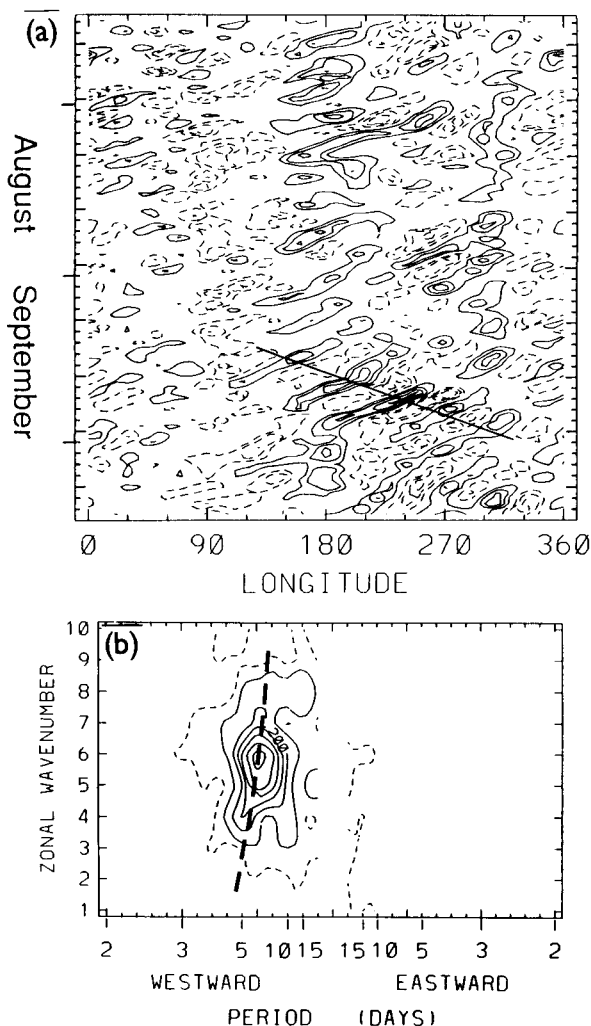 (a)
August
September
0 90 180 270 360
LONGITUDE
(b)
10
9
8
7
6
5
4
3
2
1
ZONAL WAVENUMBER
200
2 3 5 10 15 15 10 5 3 2
WESTWARD EASTWARD
PERIOD (DAYS)